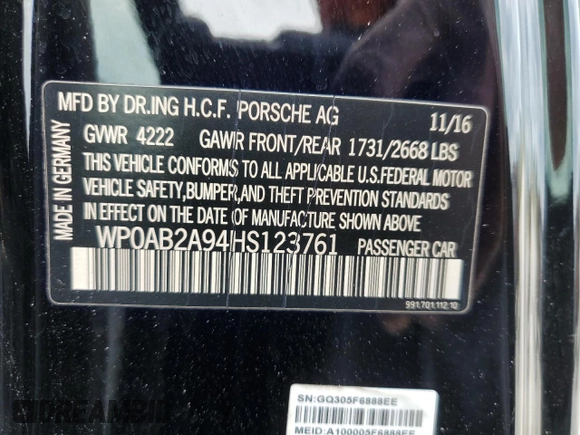 MFD BY DR.ING H.C.F. PORSCHE AG 11/16
GVWR 4222 GAWR FRONT/REAR 1731/2668 LBS
THIS VEHICLE CONFORMS TO ALL APPLICABLE U.S.FEDERAL MOTOR
VEHICLE SAFETY,BUMPER,AND THEFT PREVENTION STANDARDS
IN EFFECT ON THE DATE OF MANUFACTURE SHOWN ABOVE
WP0AB2A94HS123761 PASSENGER CAR
MADE IN GERMANY
991.701.112.10
SN:GQ305F6888EE
MEID:A100005F6888EE
FREEDOMABID.COM